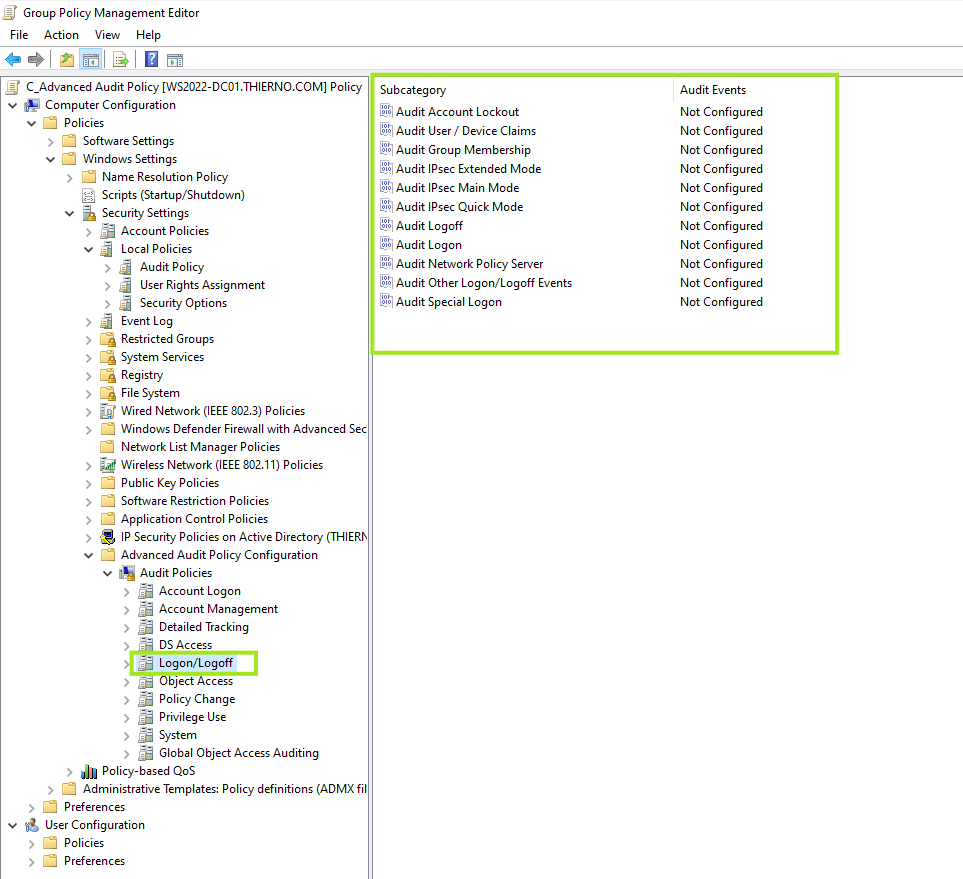 Group Policy Management Editor
File Action View Help
C_Advanced Audit Policy [WS2022-DC01.THIERNO.COM] Policy
Computer Configuration
Policies
Software Settings
Windows Settings
Name Resolution Policy
Scripts (Startup/Shutdown)
Security Settings
Account Policies
Local Policies
Audit Policy
User Rights Assignment
Security Options
Event Log
Restricted Groups
System Services
Registry
File System
Wired Network (IEEE 802.3) Policies
Windows Defender Firewall with Advanced Sec
Network List Manager Policies
Wireless Network (IEEE 802.11) Policies
Public Key Policies
Software Restriction Policies
Application Control Policies
IP Security Policies on Active Directory (THIERN
Advanced Audit Policy Configuration
Audit Policies
Account Logon
Account Management
Detailed Tracking
DS Access
Logon/Logoff
Object Access
Policy Change
Privilege Use
System
Global Object Access Auditing
Policy-based QoS
Administrative Templates: Policy definitions (ADMX fil
Preferences
User Configuration
Policies
Preferences
Subcategory Audit Events
Audit Account Lockout Not Configured
Audit User / Device Claims Not Configured
Audit Group Membership Not Configured
Audit IPsec Extended Mode Not Configured
Audit IPsec Main Mode Not Configured
Audit IPsec Quick Mode Not Configured
Audit Logoff Not Configured
Audit Logon Not Configured
Audit Network Policy Server Not Configured
Audit Other Logon/Logoff Events Not Configured
Audit Special Logon Not Configured